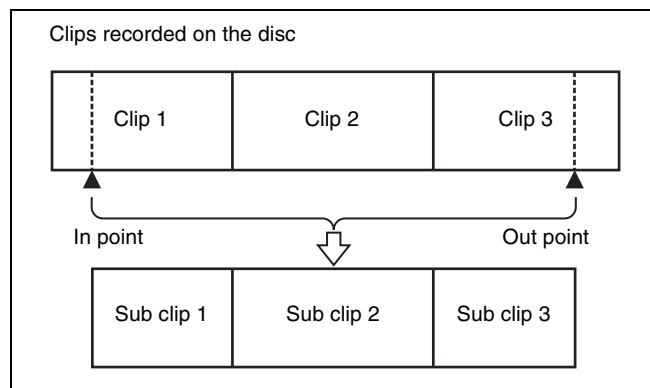 Clips recorded on the disc
Clip 1
Clip 2
Clip 3
In point
Out point
Sub clip 1
Sub clip 2
Sub clip 3